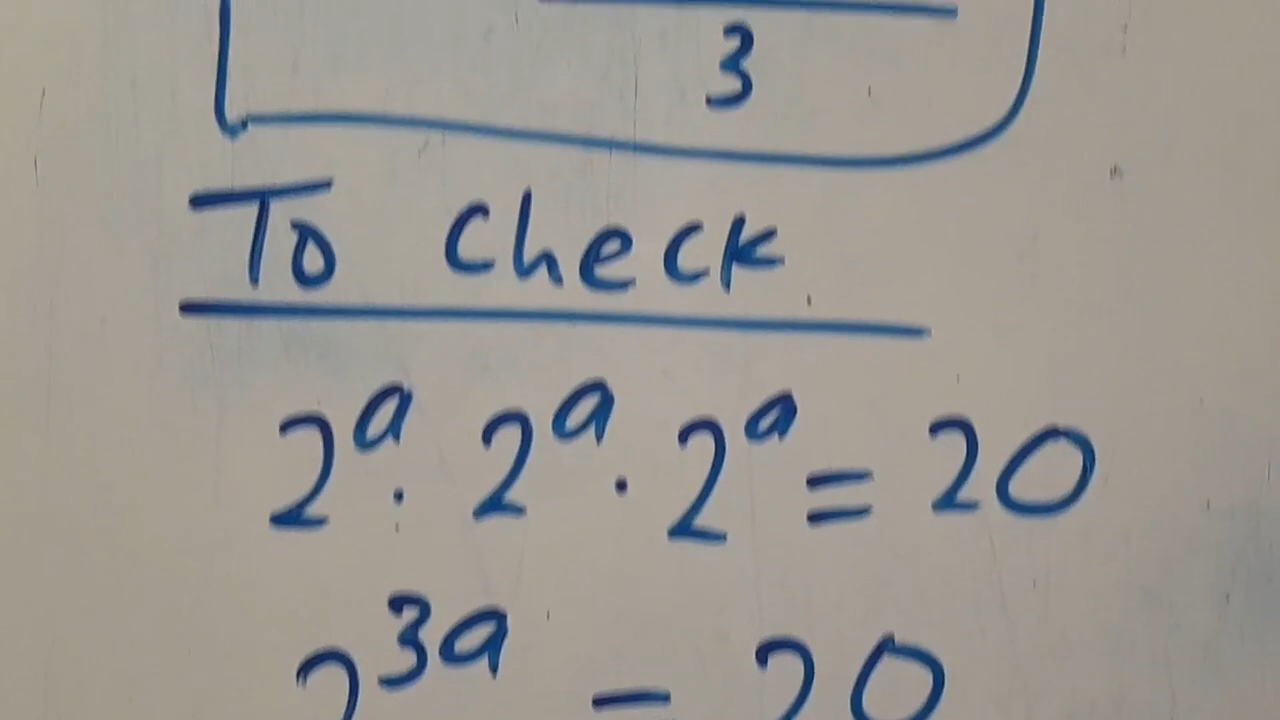 3
To check
2^a . 2^a . 2^a = 20
2^3a = 20